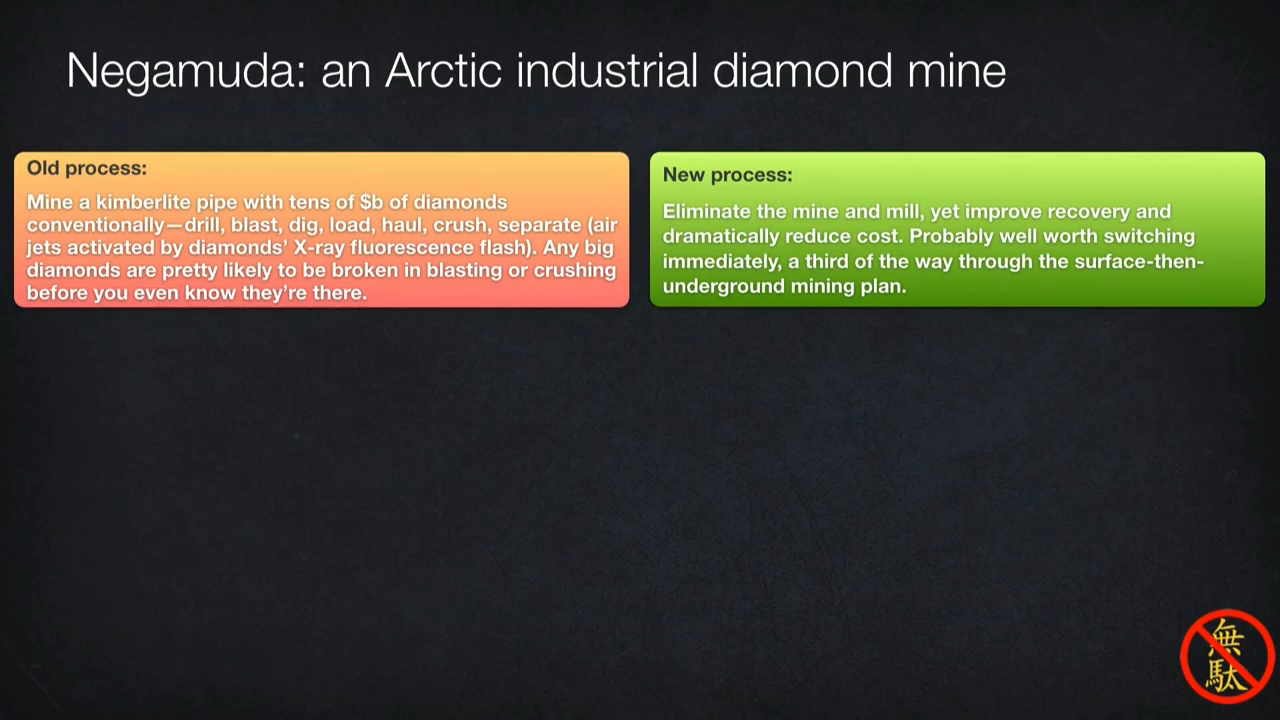 Negamuda: an Arctic industrial diamond mine
Old process:
Mine a kimberlite pipe with tens of $b of diamonds
conventionally—drill, blast, dig, load, haul, crush, separate (air
jets activated by diamonds’ X-ray fluorescence flash). Any big
diamonds are pretty likely to be broken in blasting or crushing
before you even know they’re there.
New process:
Eliminate the mine and mill, yet improve recovery and
dramatically reduce cost. Probably well worth switching
immediately, a third of the way through the surface-then-
underground mining plan.
無
駄